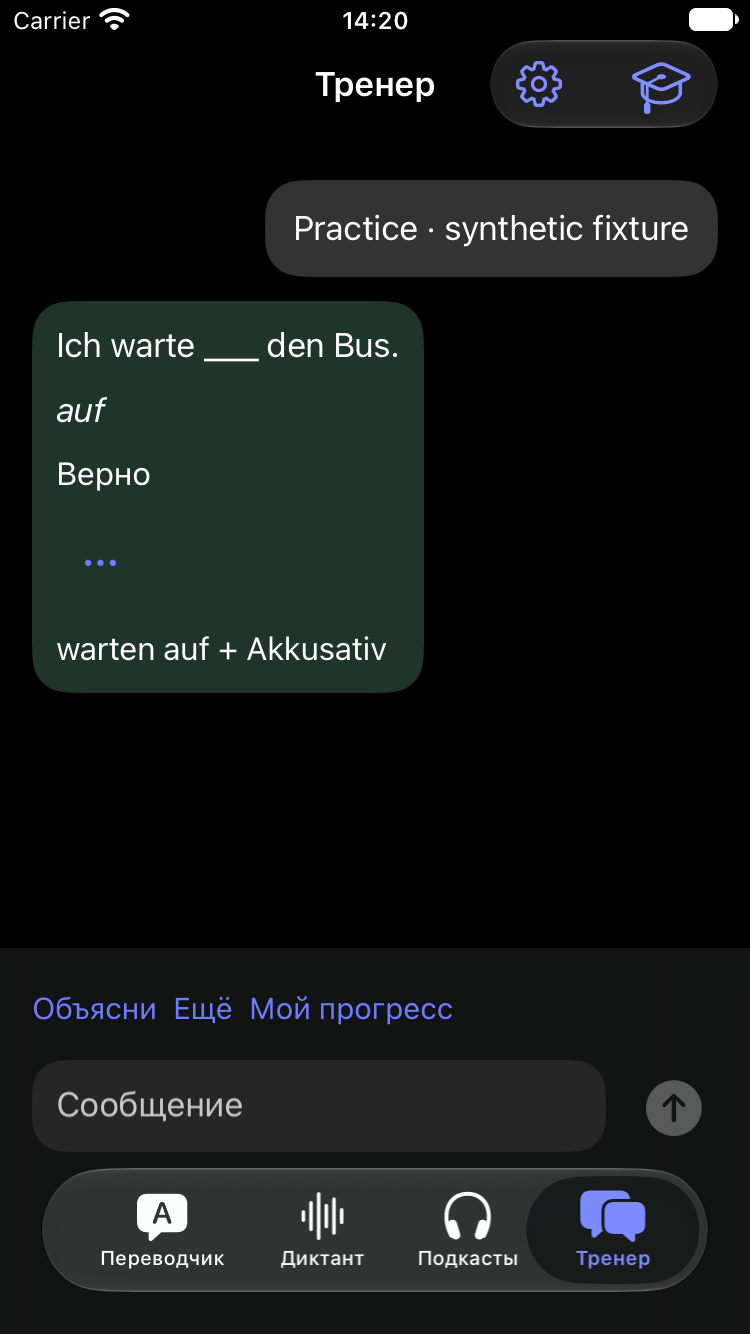 Carrier 14:20
Тренер
Practice · synthetic fixture
Ich warte ___ den Bus.
auf
Верно
...
warten auf + Akkusativ
Объясни Ещё Мой прогресс
Сообщение
A
Переводчик Диктант Подкасты Тренер